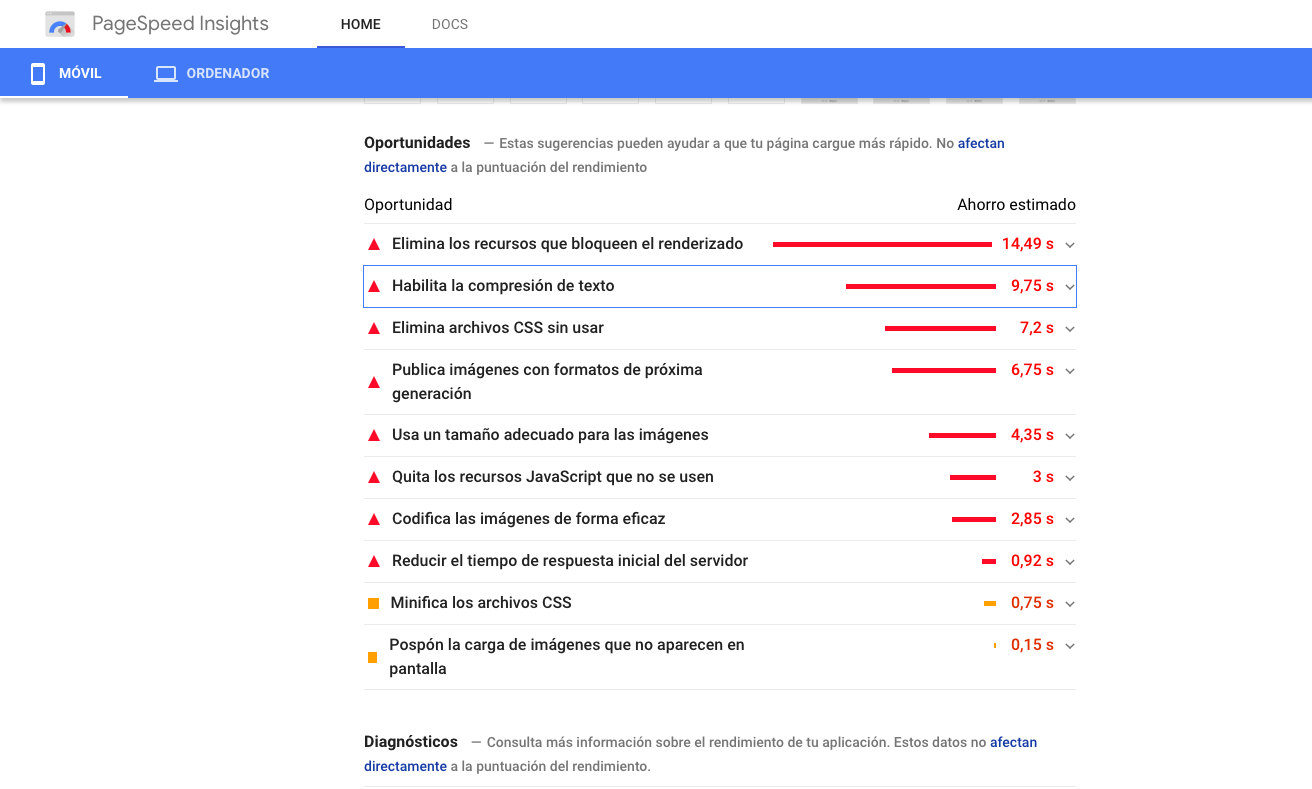 PageSpeed Insights
HOME
DOCS
MÓVIL
ORDENADOR
Oportunidades — Estas sugerencias pueden ayudar a que tu página cargue más rápido. No afectan
directamente a la puntuación del rendimiento
Oportunidad
Ahorro estimado
Elimina los recursos que bloqueen el renderizado
14,49 s
Habilita la compresión de texto
9,75 s
Elimina archivos CSS sin usar
7,2 s
Publica imágenes con formatos de próxima
generación
6,75 s
Usa un tamaño adecuado para las imágenes
4,35 s
Quita los recursos JavaScript que no se usen
3 s
Codifica las imágenes de forma eficaz
2,85 s
Reducir el tiempo de respuesta inicial del servidor
0,92 s
Minifica los archivos CSS
0,75 s
Pospón la carga de imágenes que no aparecen en
pantalla
0,15 s
Diagnósticos — Consulta más información sobre el rendimiento de tu aplicación. Estos datos no afectan
directamente a la puntuación del rendimiento.